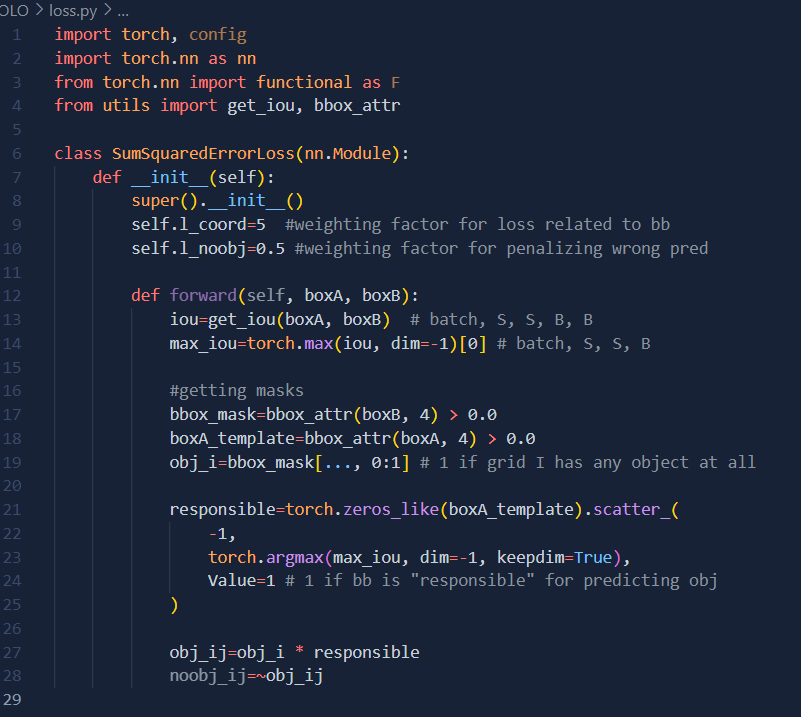 OLO > loss.py > ...
1 import torch, config
2 import torch.nn as nn
3 from torch.nn import functional as F
4 from utils import get_iou, bbox_attr
5
6 class SumSquaredErrorLoss(nn.Module):
7     def __init__(self):
8         super().__init__()
9         self.l_coord=5  #weighting factor for loss related to bb
10         self.l_noobj=0.5 #weighting factor for penalizing wrong pred
11
12         def forward(self, boxA, boxB):
13             iou=get_iou(boxA, boxB)  # batch, S, S, B, B
14             max_iou=torch.max(iou, dim=-1)[0] # batch, S, S, B
15
16             #getting masks
17             bbox_mask=bbox_attr(boxB, 4) > 0.0
18             boxA_template=bbox_attr(boxA, 4) > 0.0
19             obj_i=bbox_mask[..., 0:1] # 1 if grid I has any object at all
20
21             responsible=torch.zeros_like(boxA_template).scatter_(
22                 -1,
23                 torch.argmax(max_iou, dim=-1, keepdim=True),
24                 Value=1 # 1 if bb is "responsible" for predicting obj
25             )
26
27             obj_ij=obj_i * responsible
28             noobj_ij=~obj_ij
29